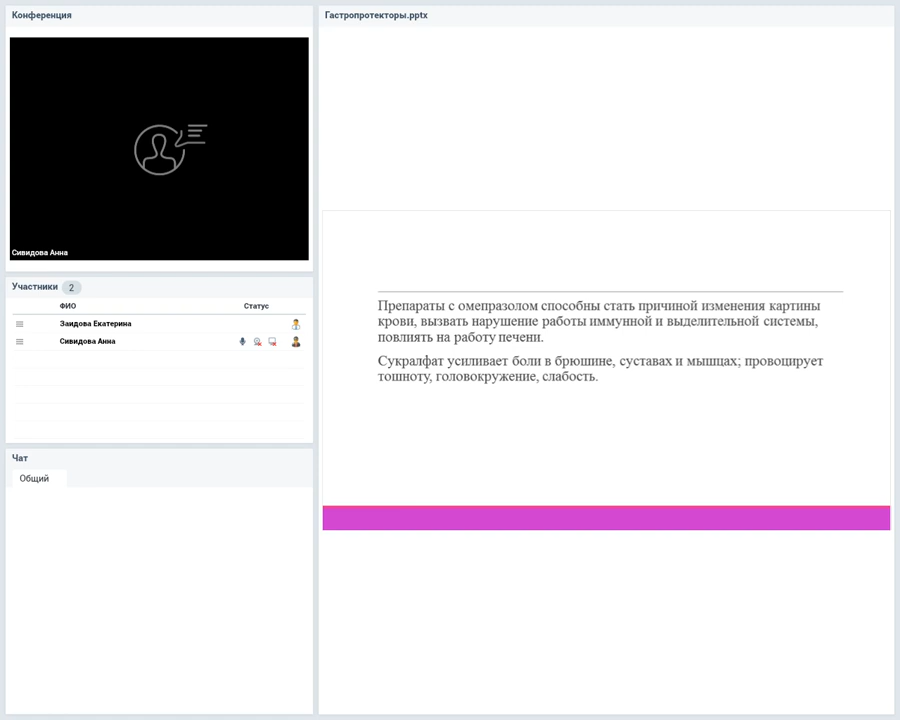 Конференция
Сивидова Анна
Участники 2
ФИО Статус
Заидова Екатерина
Сивидова Анна
Чат
Общий
Гастропротекторы.pptx
Препараты с омепразолом способны стать причиной изменения картины
крови, вызвать нарушение работы иммунной и выделительной системы,
повлиять на работу печени.
Сукралфат усиливает боли в брюшине, суставах и мышцах; провоцирует
тошноту, головокружение, слабость.